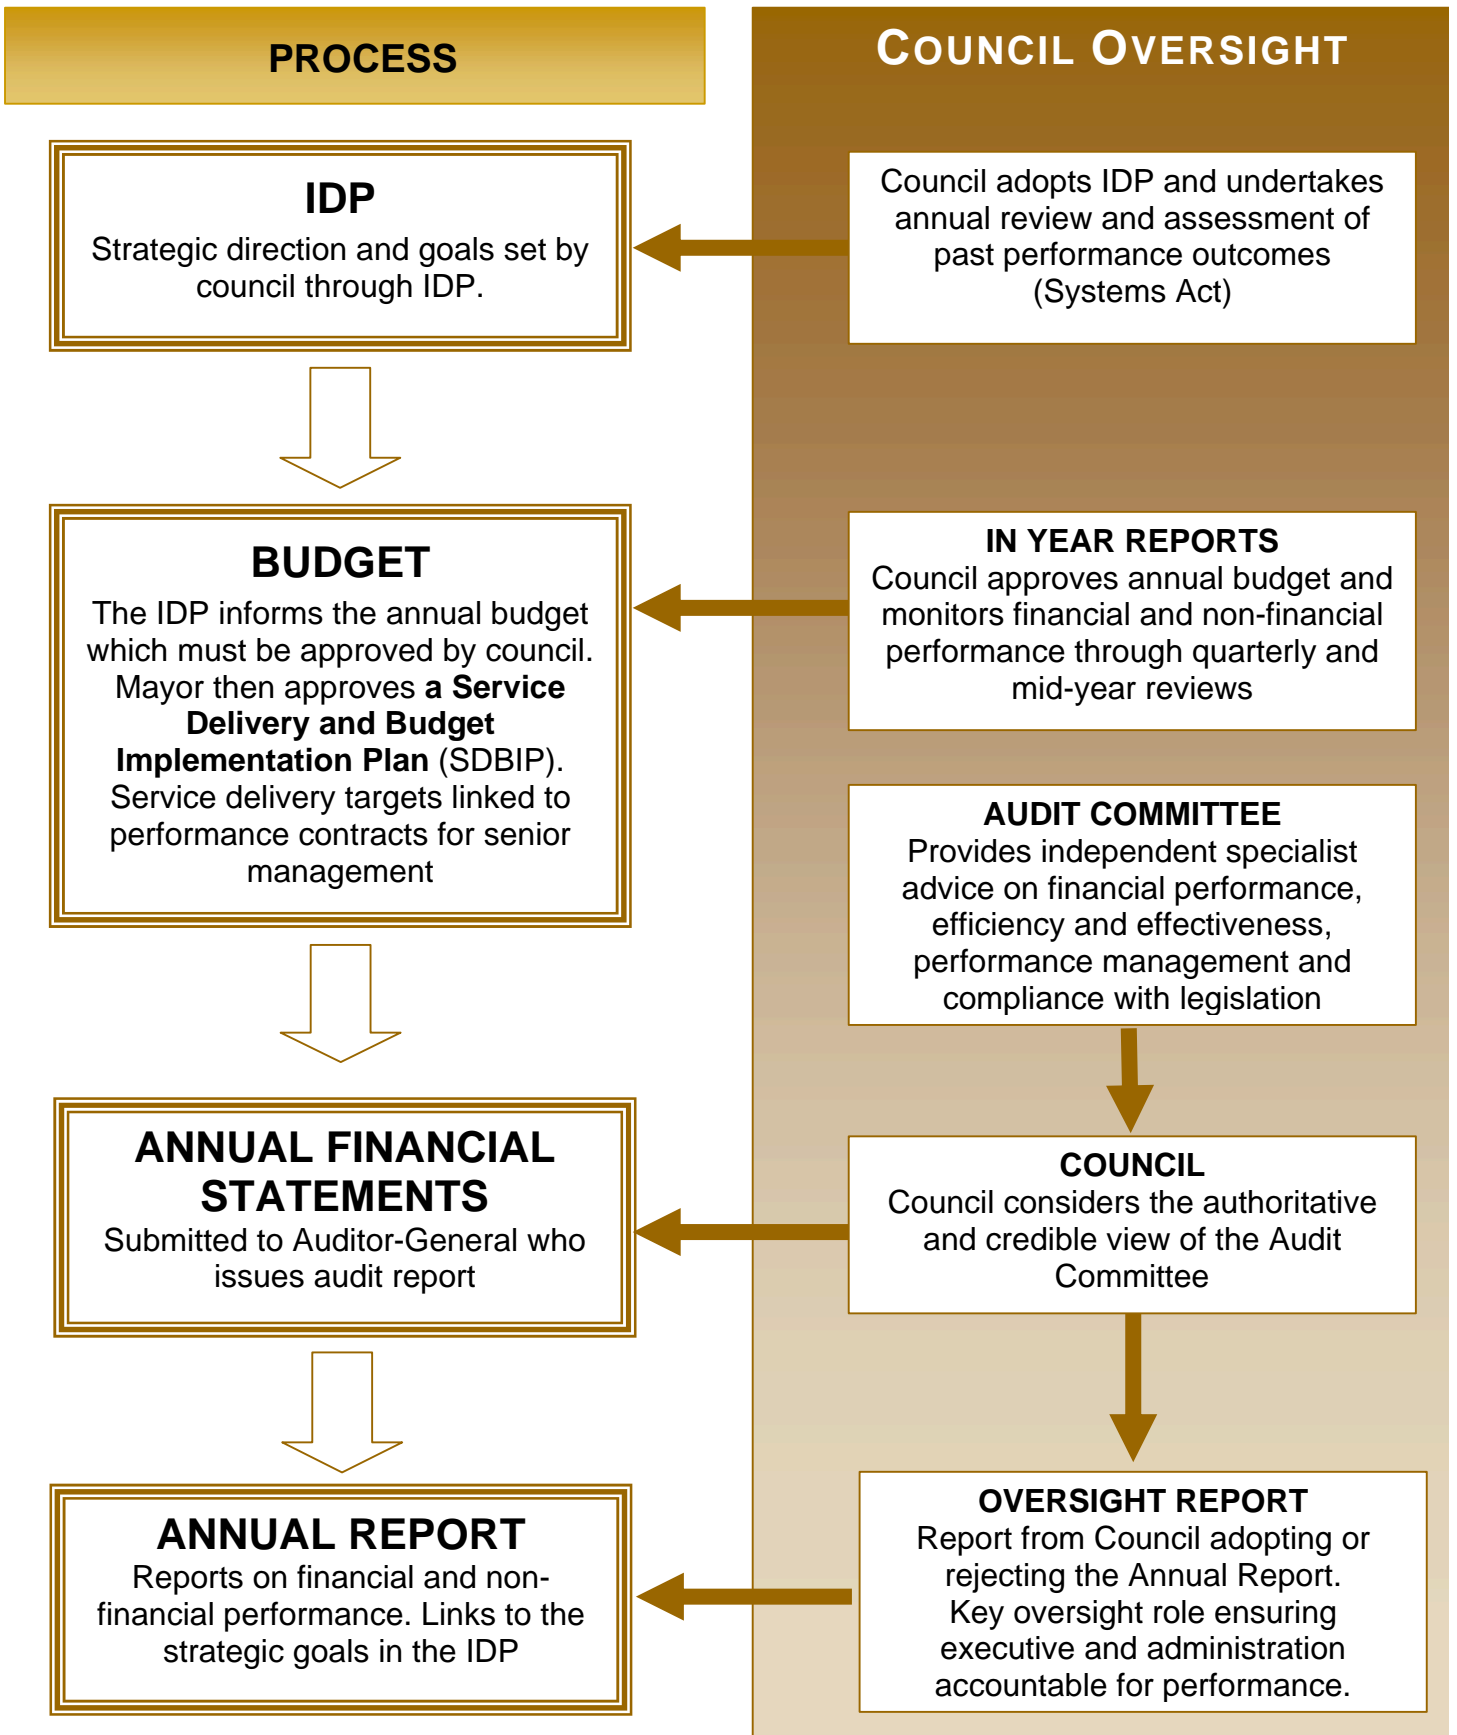 PROCESS
COUNCIL OVERSIGHT
IDP
Strategic direction and goals set by
council through IDP.
Council adopts IDP and undertakes
annual review and assessment of
past performance outcomes
(Systems Act)
BUDGET
The IDP informs the annual budget
which must be approved by council.
Mayor then approves a Service
Delivery and Budget
Implementation Plan (SDBIP).
Service delivery targets linked to
performance contracts for senior
management
IN YEAR REPORTS
Council approves annual budget and
monitors financial and non-financial
performance through quarterly and
mid-year reviews
AUDIT COMMITTEE
Provides independent specialist
advice on financial performance,
efficiency and effectiveness,
performance management and
compliance with legislation
ANNUAL FINANCIAL
STATEMENTS
Submitted to Auditor-General who
issues audit report
COUNCIL
Council considers the authoritative
and credible view of the Audit
Committee
ANNUAL REPORT
Reports on financial and non-
financial performance. Links to the
strategic goals in the IDP
OVERSIGHT REPORT
Report from Council adopting or
rejecting the Annual Report.
Key oversight role ensuring
executive and administration
accountable for performance.